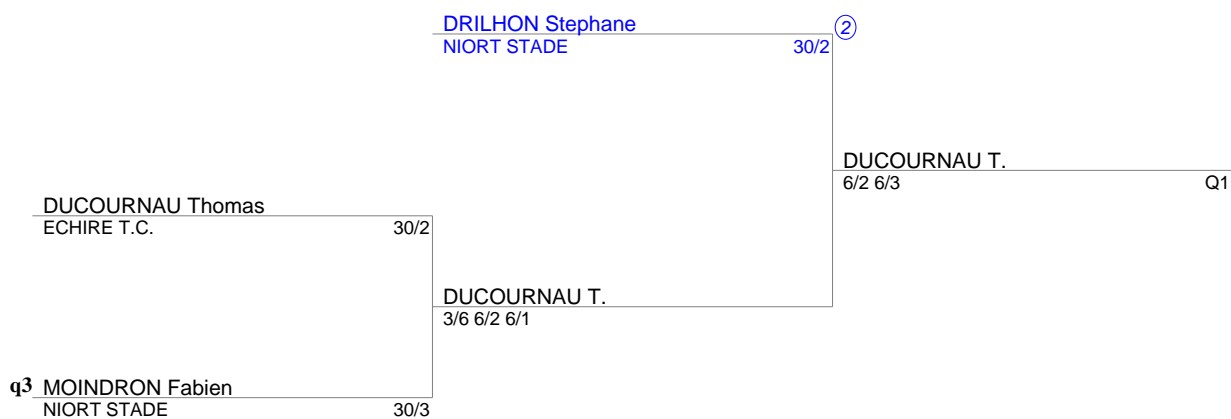 DRILHON Stephane 2
NIORT STADE 30/2
DUCOURNAU T.
6/2 6/3 Q1
DUCOURNAU Thomas
ECHIRE T.C. 30/2
DUCOURNAU T.
3/6 6/2 6/1
q3 MOINDRON Fabien
NIORT STADE 30/3